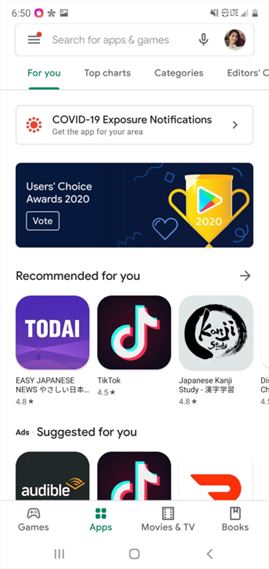 6:50
LTE
Search for apps & games
For you
Top charts
Categories
Editors' C
COVID-19 Exposure Notifications
Get the app for your area
Users' Choice
Awards 2020
Vote
2020
Recommended for you
TODAI
Kanji
Study
EASY JAPANESE
NEWS やさしい日本...
4.8★
TikTok
4.5★
Japanese Kanji
Study - 漢字学習
4.8★
Di
Ch
Ads · Suggested for you
audible
Games
Apps
Movies & TV
Books